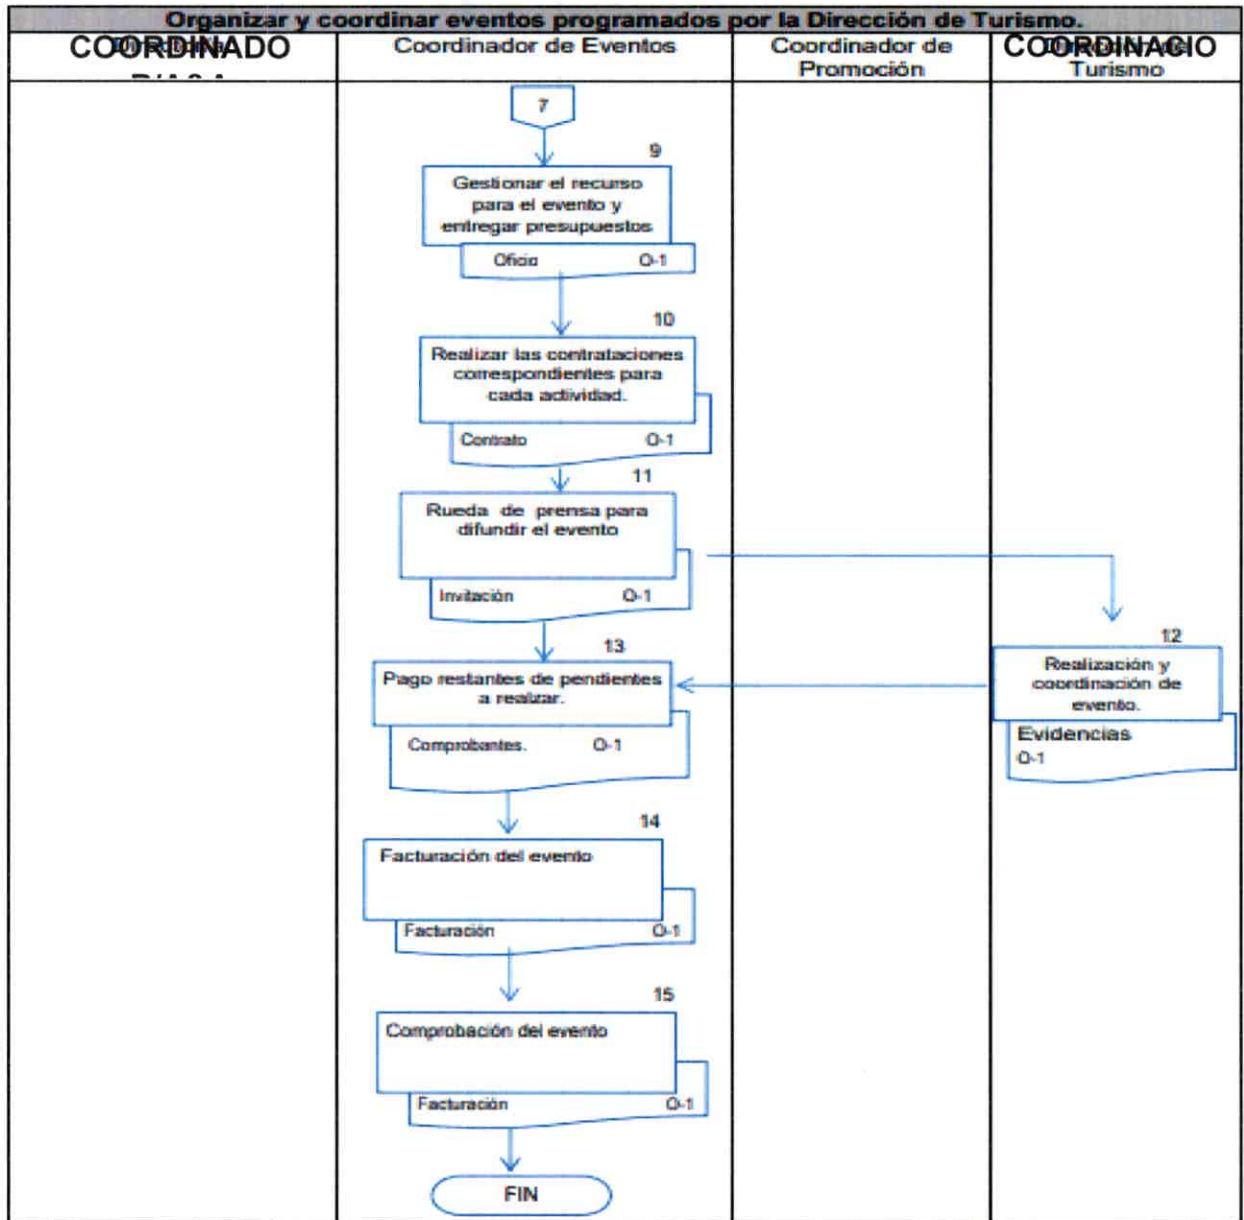 Organizar y coordinar eventos programados por la Dirección de Turismo.
COORDINADO
Coordinador de Eventos
Coordinador de
Promoción
COORDINACIO
Turismo
7
9
Gestionar el recurso
para el evento y
entregar presupuestos
Oficio O-1
10
Realizar las contrataciones
correspondientes para
cada actividad.
Contrato O-1
11
Rueda de prensa para
difundir el evento
Invitación O-1
12
Realización y
coordinación de
evento.
Evidencias
O-1
13
Pago restantes de pendientes
a realzar.
Comprobantes. O-1
14
Facturación del evento
Facturación O-1
15
Comprobación del evento
Facturación O-1
FIN